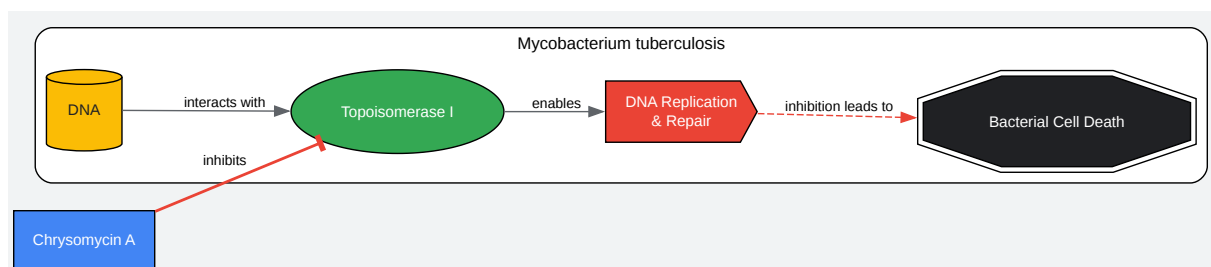 Mycobacterium tuberculosis
DNA
interacts with
Topoisomerase I
enables
DNA Replication
& Repair
inhibition leads to
Bacterial Cell Death
inhibits
Chrysomycin A